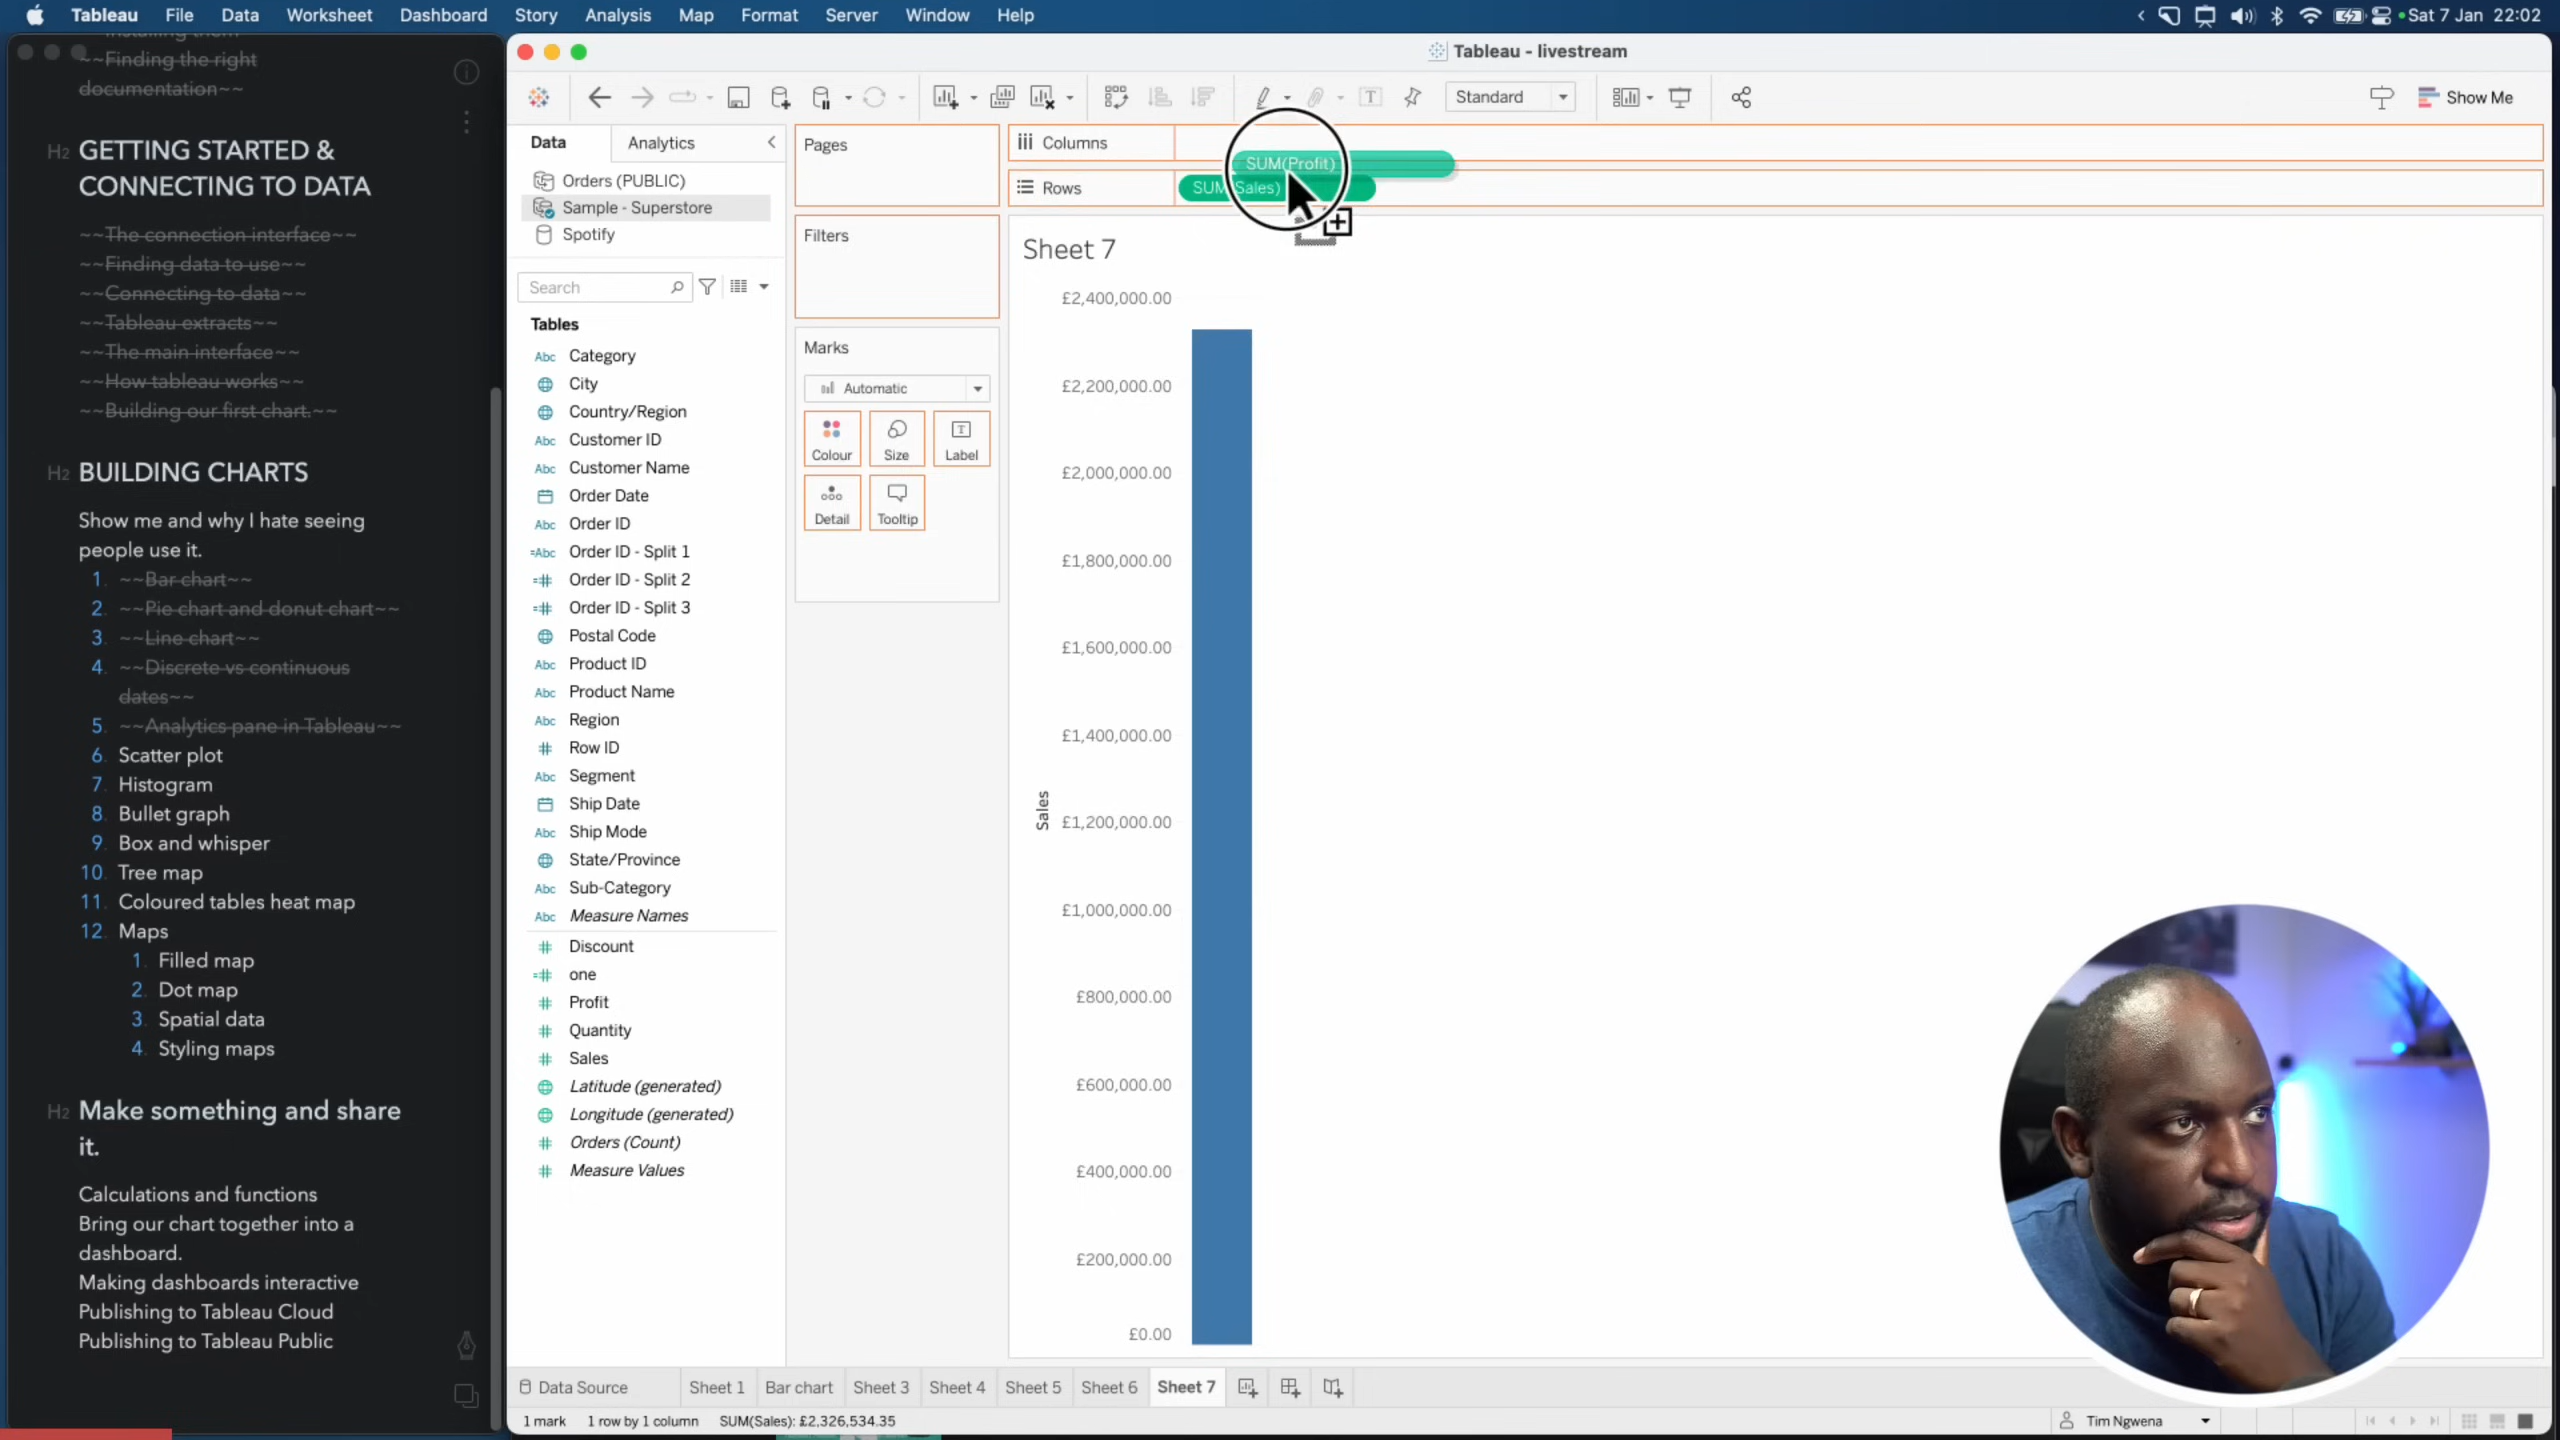 Tableau File Data Worksheet Dashboard Story Analysis Map Format Server Window Help Sat 7 Jan 22:02
Installing them
~~Finding the right
documentation~~
H2 GETTING STARTED &
CONNECTING TO DATA
~~The connection interface~~
~~Finding data to use~~
~~Connecting to data~~
~~Tableau extracts~~
~~The main interface~~
~~How tableau works~~
~~Building our first chart.~~
H2 BUILDING CHARTS
Show me and why I hate seeing
people use it.
1. ~~Bar chart~~
2. ~~Pie chart and donut chart~~
3. ~~Line chart~~
4. ~~Discrete vs continuous
dates~~
5. ~~Analytics pane in Tableau~~
6. Scatter plot
7. Histogram
8. Bullet graph
9. Box and whisper
10. Tree map
11. Coloured tables heat map
12. Maps
1. Filled map
2. Dot map
3. Spatial data
4. Styling maps
H2 Make something and share
it.
Calculations and functions
Bring our chart together into a
dashboard.
Making dashboards interactive
Publishing to Tableau Cloud
Publishing to Tableau Public
Tableau - livestream
Standard
Show Me
Data Analytics
Orders (PUBLIC)
Sample - Superstore
Spotify
Search
Tables
Abc Category
City
Country/Region
Abc Customer ID
Abc Customer Name
Order Date
Abc Order ID
=Abc Order ID - Split 1
=# Order ID - Split 2
=# Order ID - Split 3
Postal Code
Abc Product ID
Abc Product Name
Abc Region
# Row ID
Abc Segment
Ship Date
Abc Ship Mode
State/Province
Abc Sub-Category
Abc Measure Names
# Discount
=# one
# Profit
# Quantity
# Sales
Latitude (generated)
Longitude (generated)
# Orders (Count)
# Measure Values
Pages
Filters
Marks
Automatic
Colour Size Label
Detail Tooltip
Columns
SUM(Profit)
Rows SUM(Sales)
Sheet 7
£2,400,000.00
£2,200,000.00
£2,000,000.00
£1,800,000.00
£1,600,000.00
£1,400,000.00
£1,200,000.00
£1,000,000.00
£800,000.00
£600,000.00
£400,000.00
£200,000.00
£0.00
Sales
Data Source Sheet 1 Bar chart Sheet 3 Sheet 4 Sheet 5 Sheet 6 Sheet 7
1 mark 1 row by 1 column SUM(Sales): £2,326,534.35
Tim Ngwena